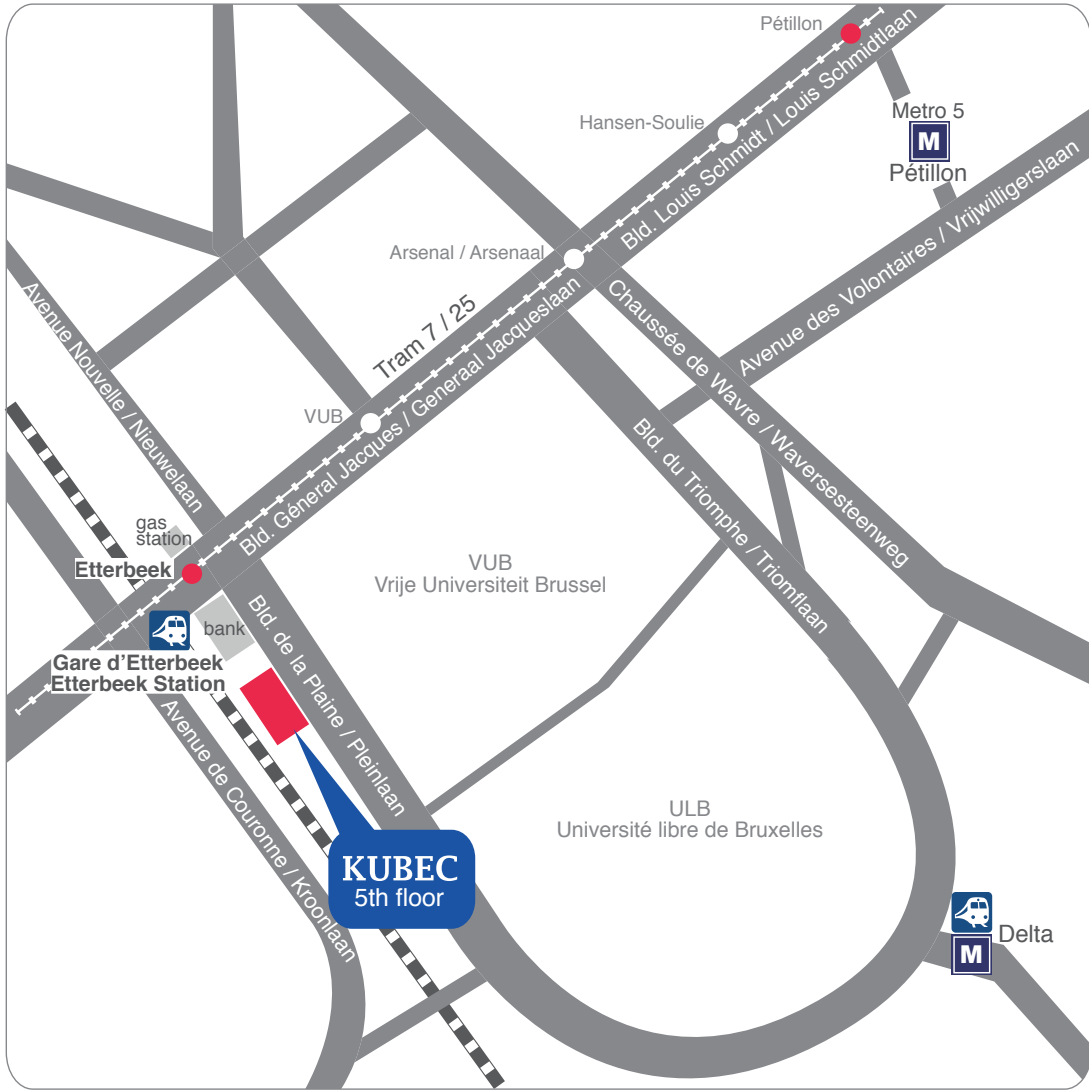 Pétillon
Bld. Louis Schmidt / Louis Schmidtlaan
Hansen-Soulie
Metro 5
M
Pétillon
Arsenal / Arsenaal
Avenue des Volontaires / Vrijwilligerslaan
Chaussée de Wavre / Waversesteenweg
Tram 7 / 25
Bld. Géneral Jacques / Generaal Jacqueslaan
Avenue Nouvelle / Nieuwelaan
VUB
Bld. du Triomphe / Triomflaan
gas
station
Etterbeek
VUB
Vrije Universiteit Brussel
bank
Bld. de la Plaine / Pleinlaan
Gare d'Etterbeek
Etterbeek Station
Avenue de Couronne / Kroonlaan
ULB
Université libre de Bruxelles
KUBEC
5th floor
Delta
M